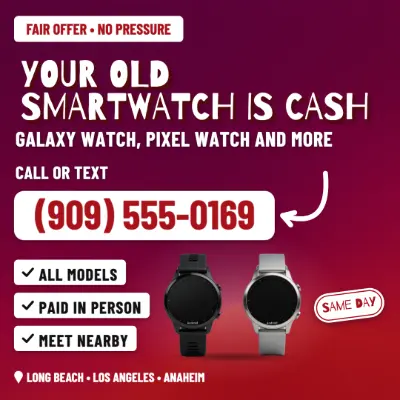 FAIR OFFER • NO PRESSURE
YOUR OLD
SMARTWATCH IS CASH
GALAXY WATCH, PIXEL WATCH AND MORE
CALL OR TEXT
(909) 555-0169
ALL MODELS
PAID IN PERSON
MEET NEARBY
SAME DAY
LONG BEACH • LOS ANGELES • ANAHEIM